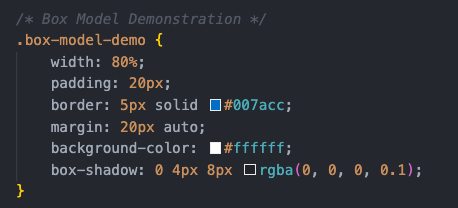 /* Box Model Demonstration */
.box-model-demo {
    width: 80%;
    padding: 20px;
    border: 5px solid #007acc;
    margin: 20px auto;
    background-color: #ffffff;
    box-shadow: 0 4px 8px rgba(0, 0, 0, 0.1);
}